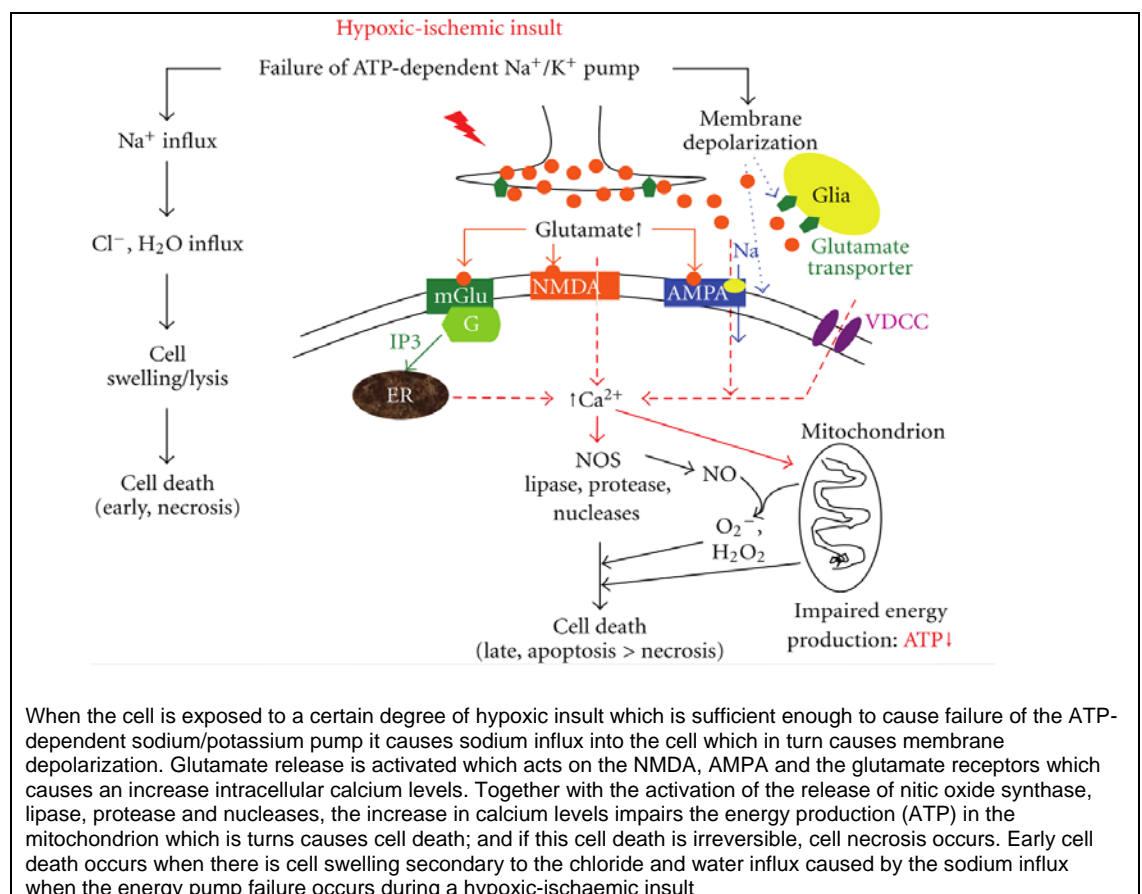 Hypoxic-ischemic insult
Failure of ATP-dependent Na⁺/K⁺ pump
Na⁺ influx
Cl⁻, H₂O influx
Cell
swelling/lysis
Cell death
(early, necrosis)
Membrane
depolarization
Glia
Glutamate
transporter
Glutamate↑
Na
mGlu
NMDA
AMPA
G
VDCC
IP3
ER
↑Ca²⁺
NOS
lipase, protease,
nucleases
NO
O₂⁻,
H₂O₂
Mitochondrion
Impaired energy
production: ATP↓
Cell death
(late, apoptosis > necrosis)
When the cell is exposed to a certain degree of hypoxic insult which is sufficient enough to cause failure of the ATP-
dependent sodium/potassium pump it causes sodium influx into the cell which in turn causes membrane
depolarization. Glutamate release is activated which acts on the NMDA, AMPA and the glutamate receptors which
causes an increase intracellular calcium levels. Together with the activation of the release of nitic oxide synthase,
lipase, protease and nucleases, the increase in calcium levels impairs the energy production (ATP) in the
mitochondrion which is turns causes cell death; and if this cell death is irreversible, cell necrosis occurs. Early cell
death occurs when there is cell swelling secondary to the chloride and water influx caused by the sodium influx
when the energy pump failure occurs during a hypoxic-ischaemic insult